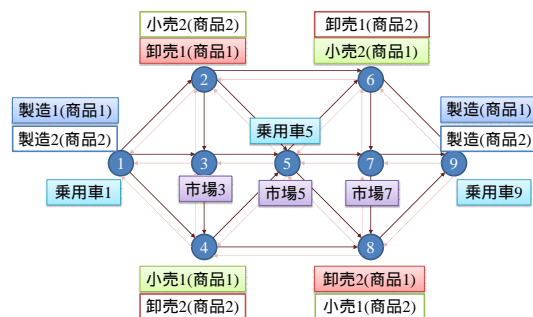 小売2(商品2)
卸売1(商品1)
卸売1(商品2)
小売2(商品1)
2
6
製造1(商品1)
製造2(商品2)
乗用車5
製造(商品1)
製造(商品2)
1
3
5
7
9
乗用車1
市場3
市場5
市場7
乗用車9
4
8
小売1(商品1)
卸売2(商品2)
卸売2(商品1)
小売1(商品2)